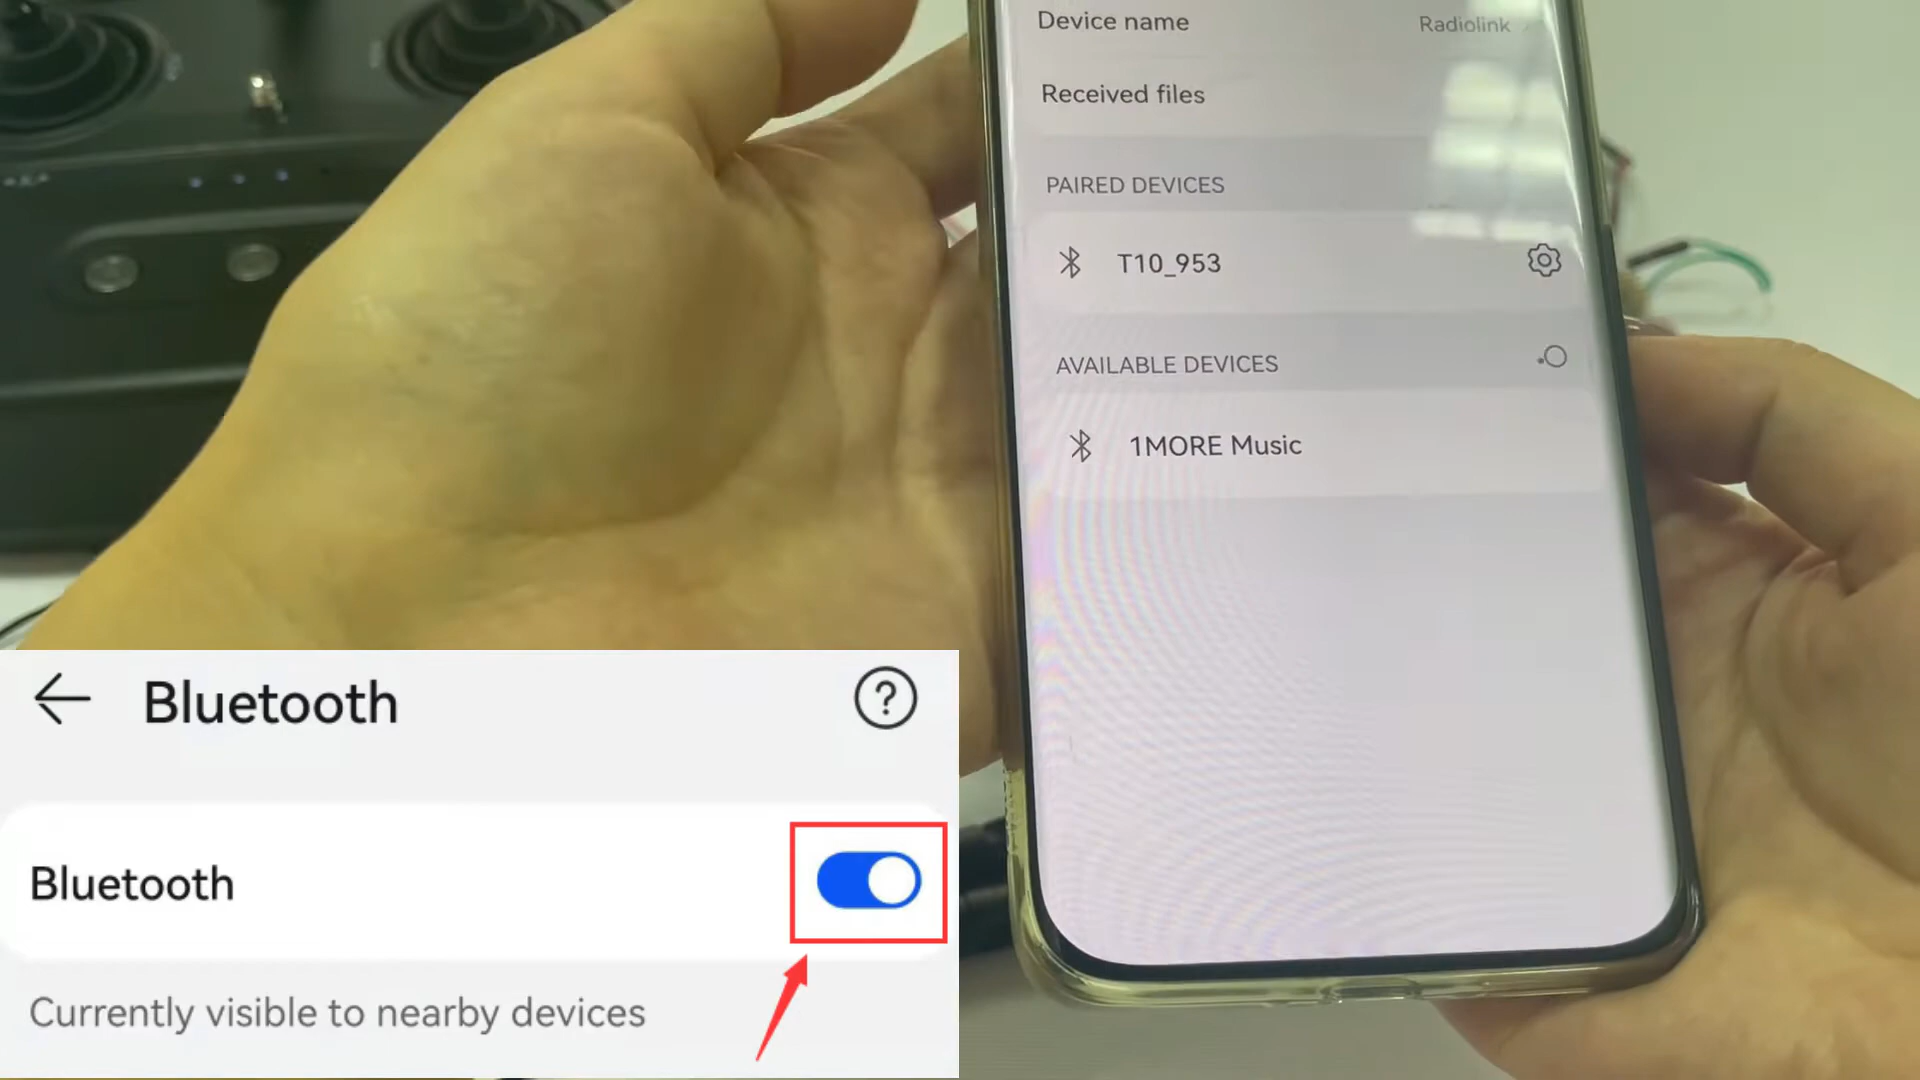 Device name Radiolink
Received files
PAIRED DEVICES
T10_953
AVAILABLE DEVICES
1MORE Music
Bluetooth
Bluetooth
Currently visible to nearby devices